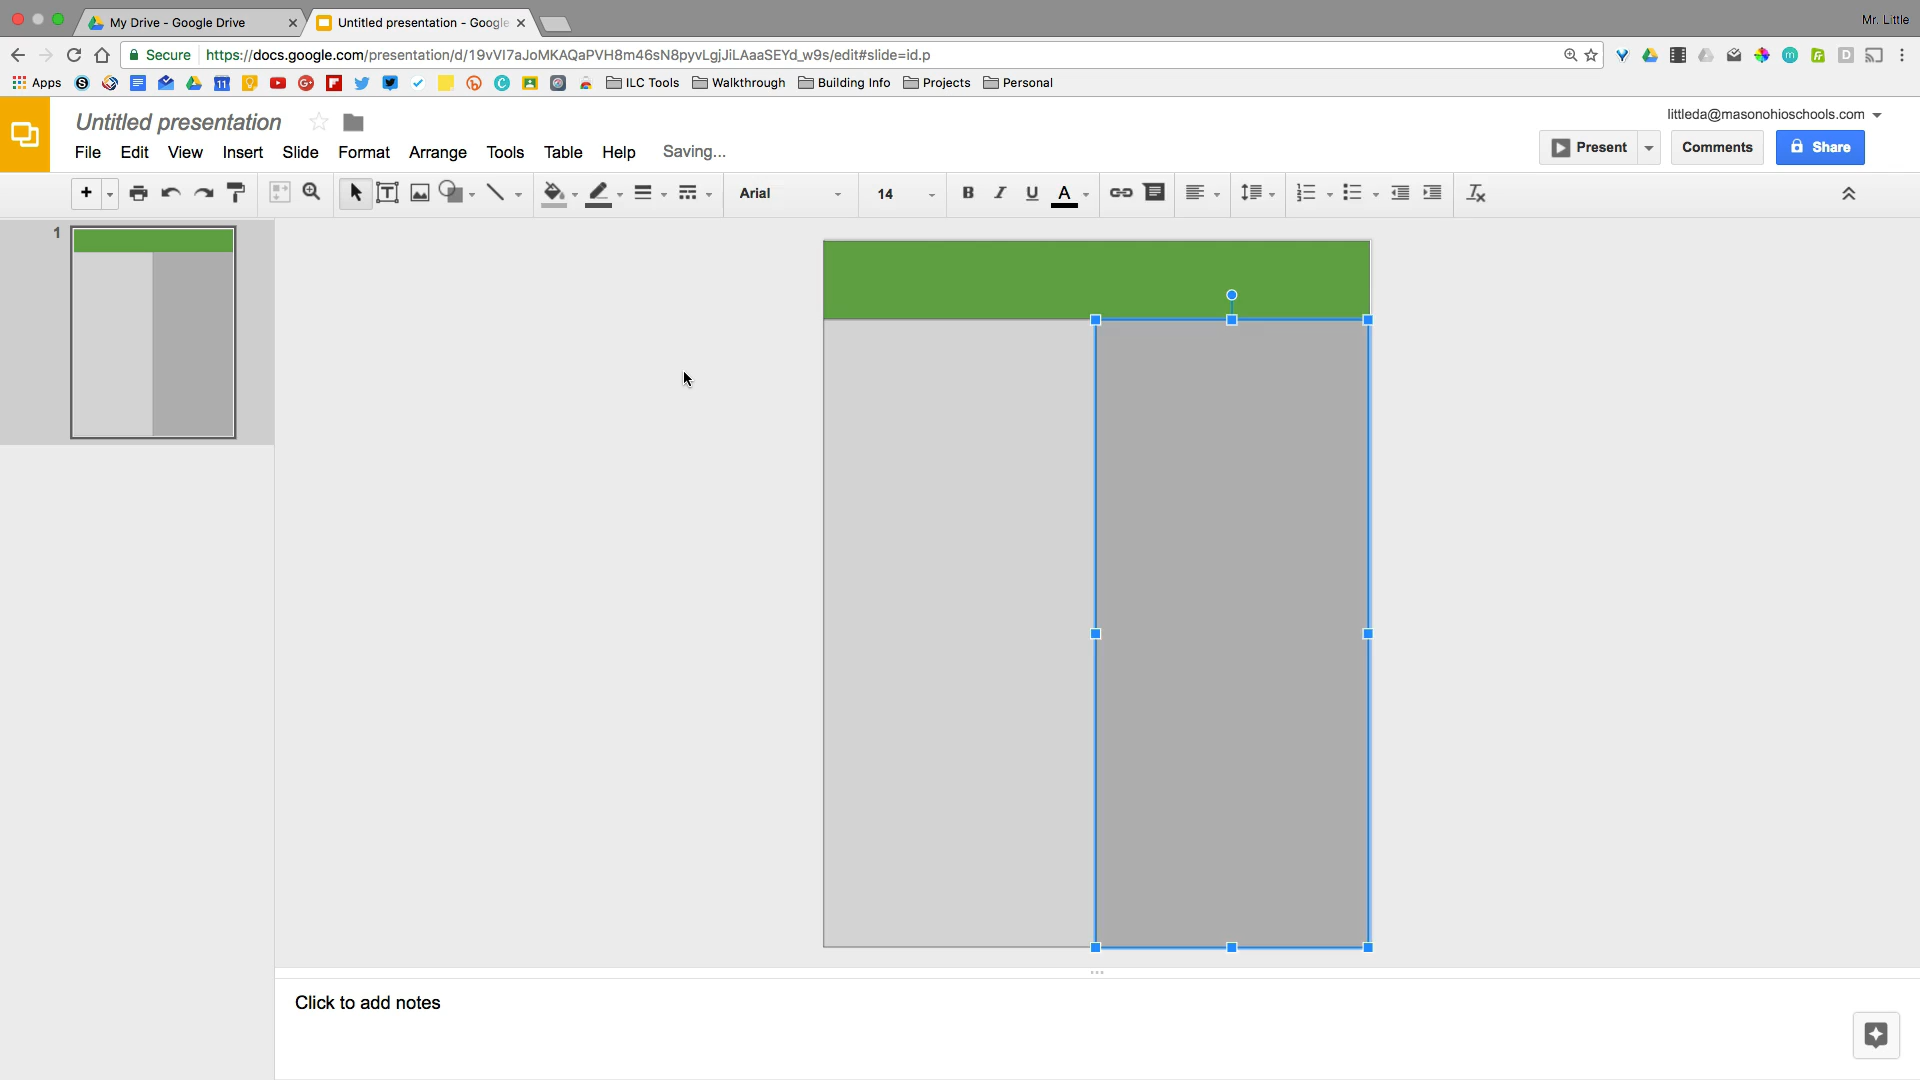 Mr. Little
My Drive - Google Drive
Untitled presentation - Google
Secure
https://docs.google.com/presentation/d/19vVI7aJoMKAQaPVH8m46sN8pyvLgjJiLAaaSEYd_w9s/edit#slide=id.p
Apps ILC Tools Walkthrough Building Info Projects Personal
Untitled presentation
littleda@masonohioschools.com
File Edit View Insert Slide Format Arrange Tools Table Help Saving...
Present Comments Share
Arial 14 B I U A
1
Click to add notes